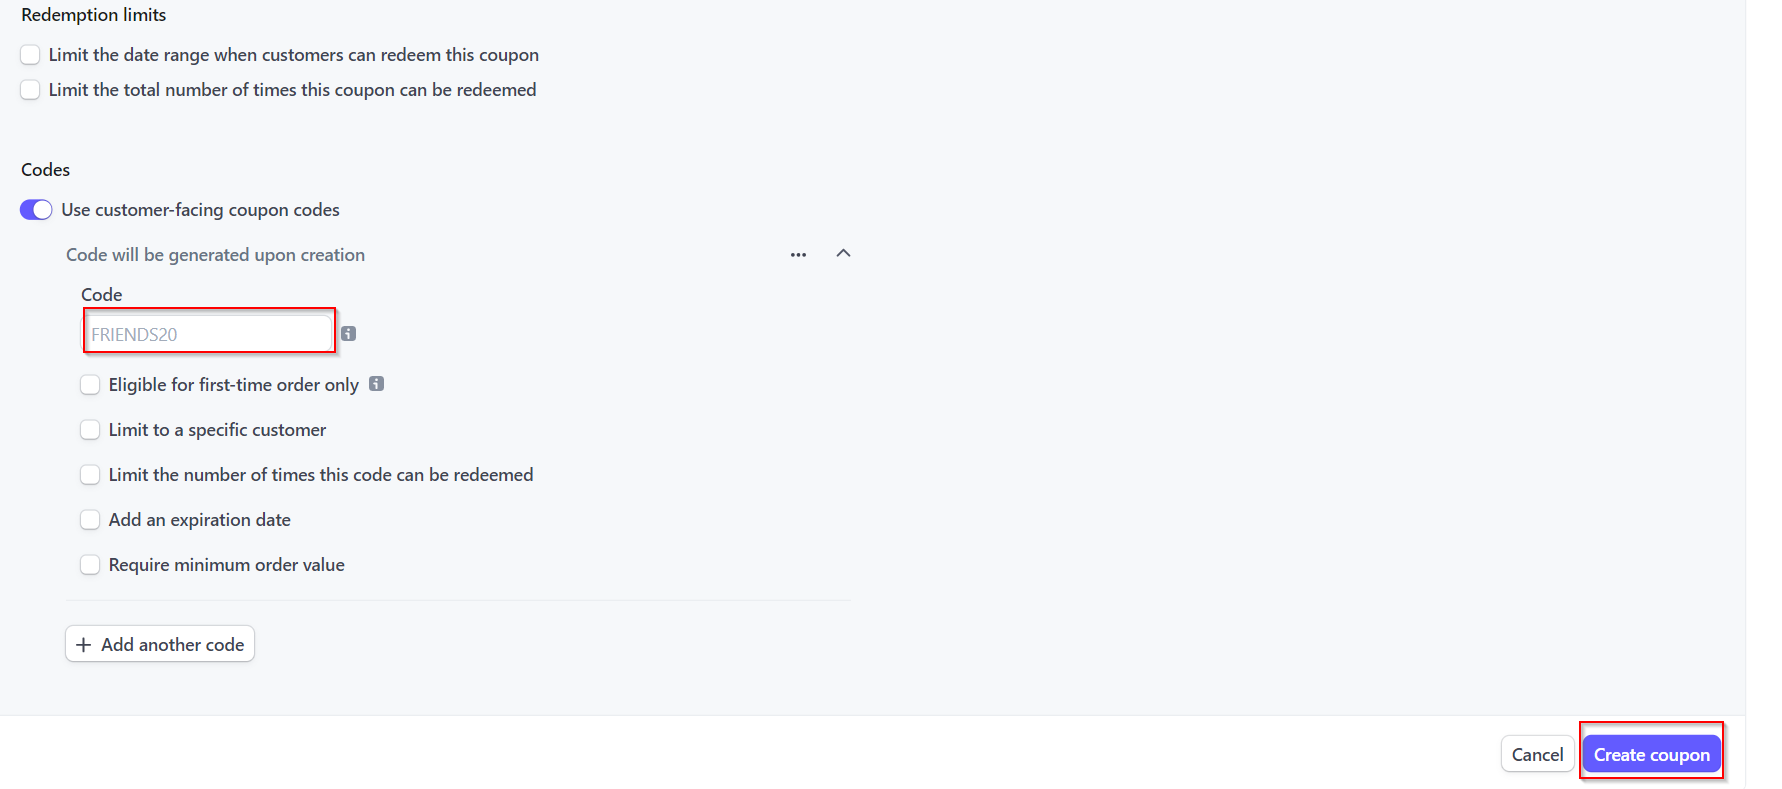 Redemption limits
Limit the date range when customers can redeem this coupon
Limit the total number of times this coupon can be redeemed
Codes
Use customer-facing coupon codes
Code will be generated upon creation
Code
FRIENDS20
Eligible for first-time order only
Limit to a specific customer
Limit the number of times this code can be redeemed
Add an expiration date
Require minimum order value
Add another code
Cancel Create coupon